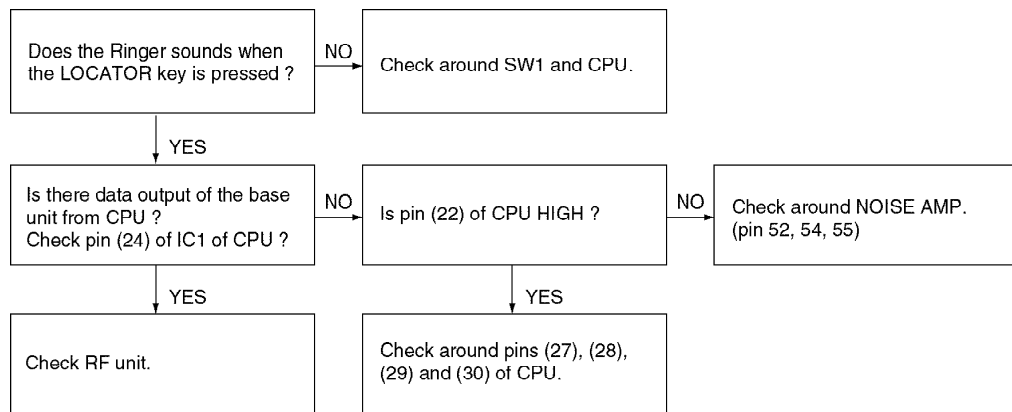 Does the Ringer sounds when
the LOCATOR key is pressed ?
NO
Check around SW1 and CPU.
YES
Is there data output of the base
unit from CPU ?
Check pin (24) of IC1 of CPU ?
NO
Is pin (22) of CPU HIGH ?
NO
Check around NOISE AMP.
(pin 52, 54, 55)
YES
YES
Check RF unit.
Check around pins (27), (28),
(29) and (30) of CPU.